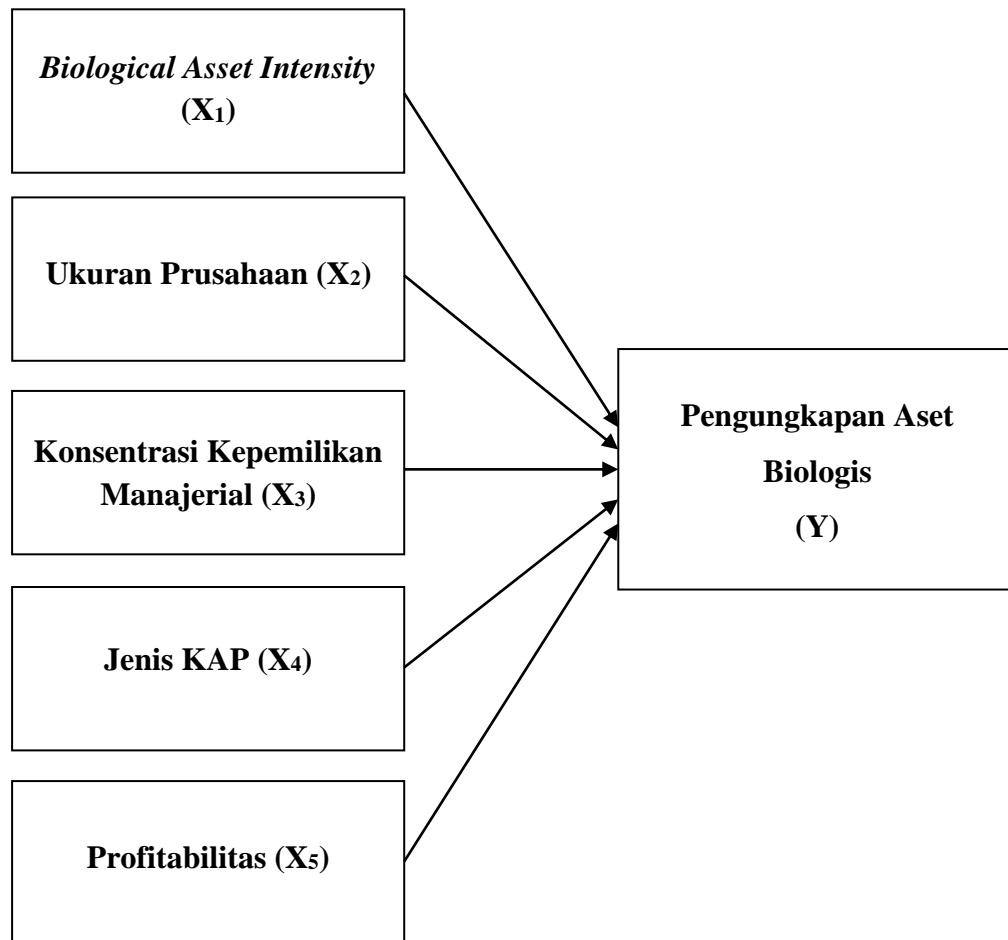 Biological Asset Intensity
(X1)
Ukuran Prusahaan (X2)
Konsentrasi Kepemilikan
Manajerial (X3)
Jenis KAP (X4)
Profitabilitas (X5)
Pengungkapan Aset
Biologis
(Y)